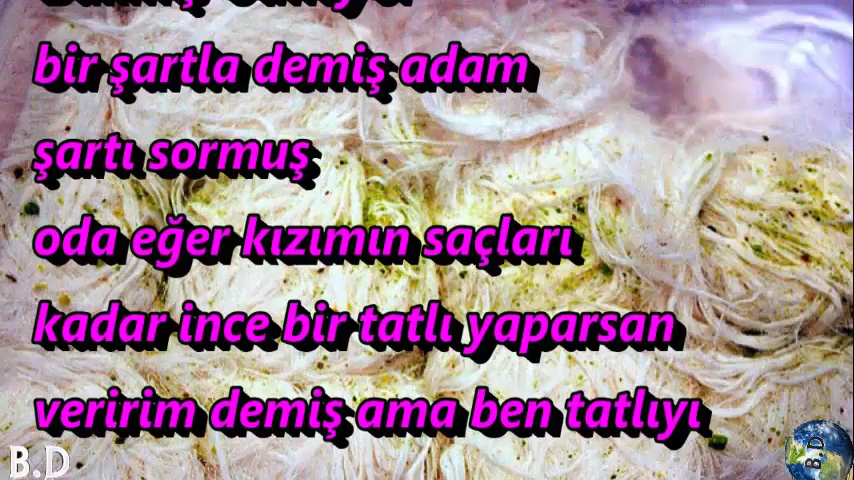 bir şartla demiş adam
şartı sormuş
oda eğer kızımın saçları
kadar ince bir tatlı yaparsan
veririm demiş ama ben tatlıyı
B.D
B.D